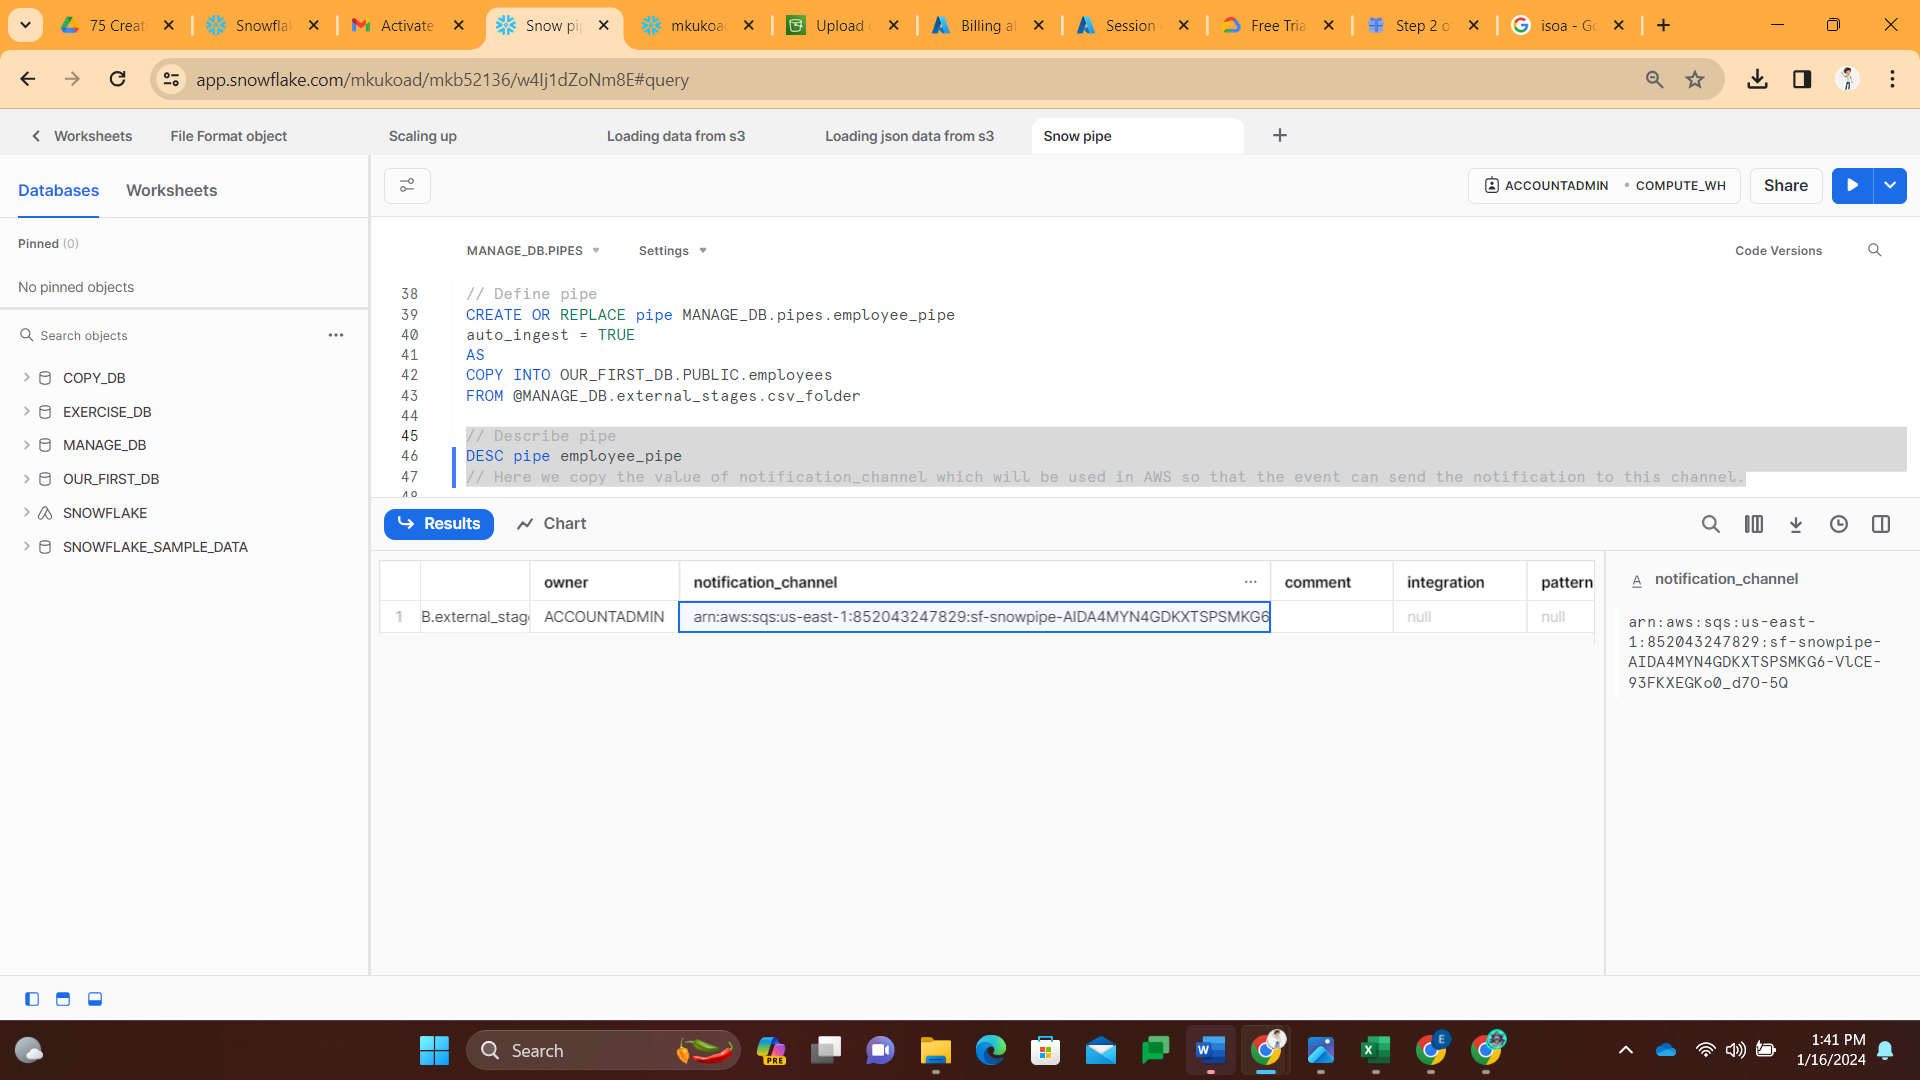 75 Creat
Snowflak
Activate
Snow pi
mkukoa
Upload
Billing al
Session
Free Tria
Step 2 o
isoa - Go
app.snowflake.com/mkukoad/mkb52136/w4Ij1dZoNm8E#query
Worksheets
File Format object
Scaling up
Loading data from s3
Loading json data from s3
Snow pipe
Databases
Worksheets
ACCOUNTADMIN
COMPUTE_WH
Share
Pinned (0)
No pinned objects
Search objects
COPY_DB
EXERCISE_DB
MANAGE_DB
OUR_FIRST_DB
SNOWFLAKE
SNOWFLAKE_SAMPLE_DATA
MANAGE_DB.PIPES
Settings
Code Versions
38 // Define pipe
39 CREATE OR REPLACE pipe MANAGE_DB.pipes.employee_pipe
40 auto_ingest = TRUE
41 AS
42 COPY INTO OUR_FIRST_DB.PUBLIC.employees
43 FROM @MANAGE_DB.external_stages.csv_folder
44
45 // Describe pipe
46 DESC pipe employee_pipe
47 // Here we copy the value of notification_channel which will be used in AWS so that the event can send the notification to this channel.
48
Results
Chart
owner notification_channel ... comment integration pattern
1 B.external_stag ACCOUNTADMIN arn:aws:sqs:us-east-1:852043247829:sf-snowpipe-AIDA4MYN4GDKXTSPSMKG6 null null
notification_channel
arn:aws:sqs:us-east-
1:852043247829:sf-snowpipe-
AIDA4MYN4GDKXTSPSMKG6-VlCE-
93FKXEGKo0_d7O-5Q
Search
PRE
E
1:41 PM
1/16/2024